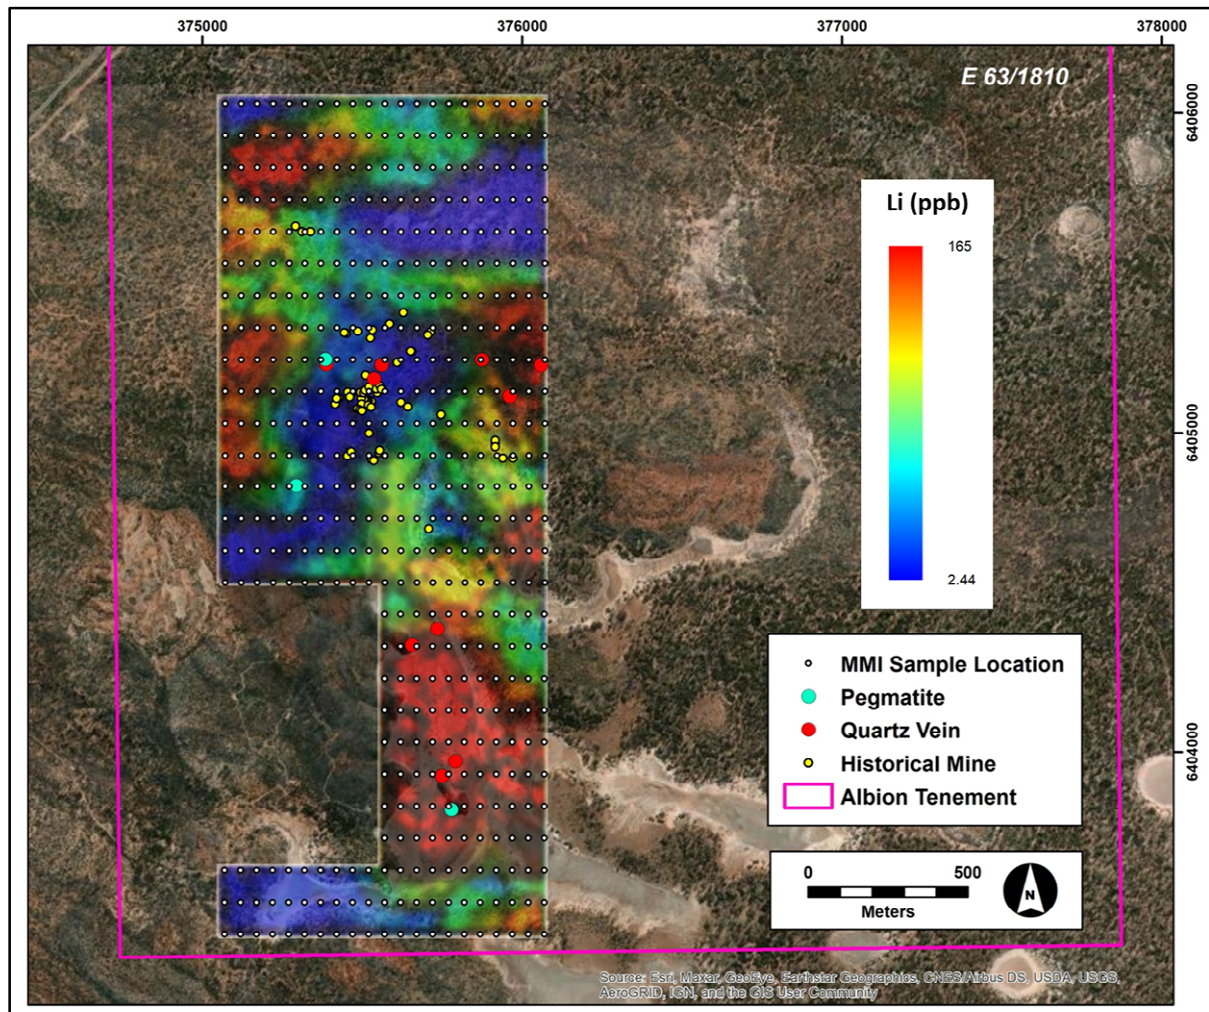 375000
376000
377000
378000
E 63/1810
6406000
Li (ppb)
165
6405000
2.44
MMI Sample Location
Pegmatite
Quartz Vein
Historical Mine
Albion Tenement
6404000
0
500
Meters
N
Source: Esri, Maxar, GeoEye, Earthstar Geographics, CNES/Airbus DS, USDA, USGS,
AeroGRID, IGN, and the GIS User Community